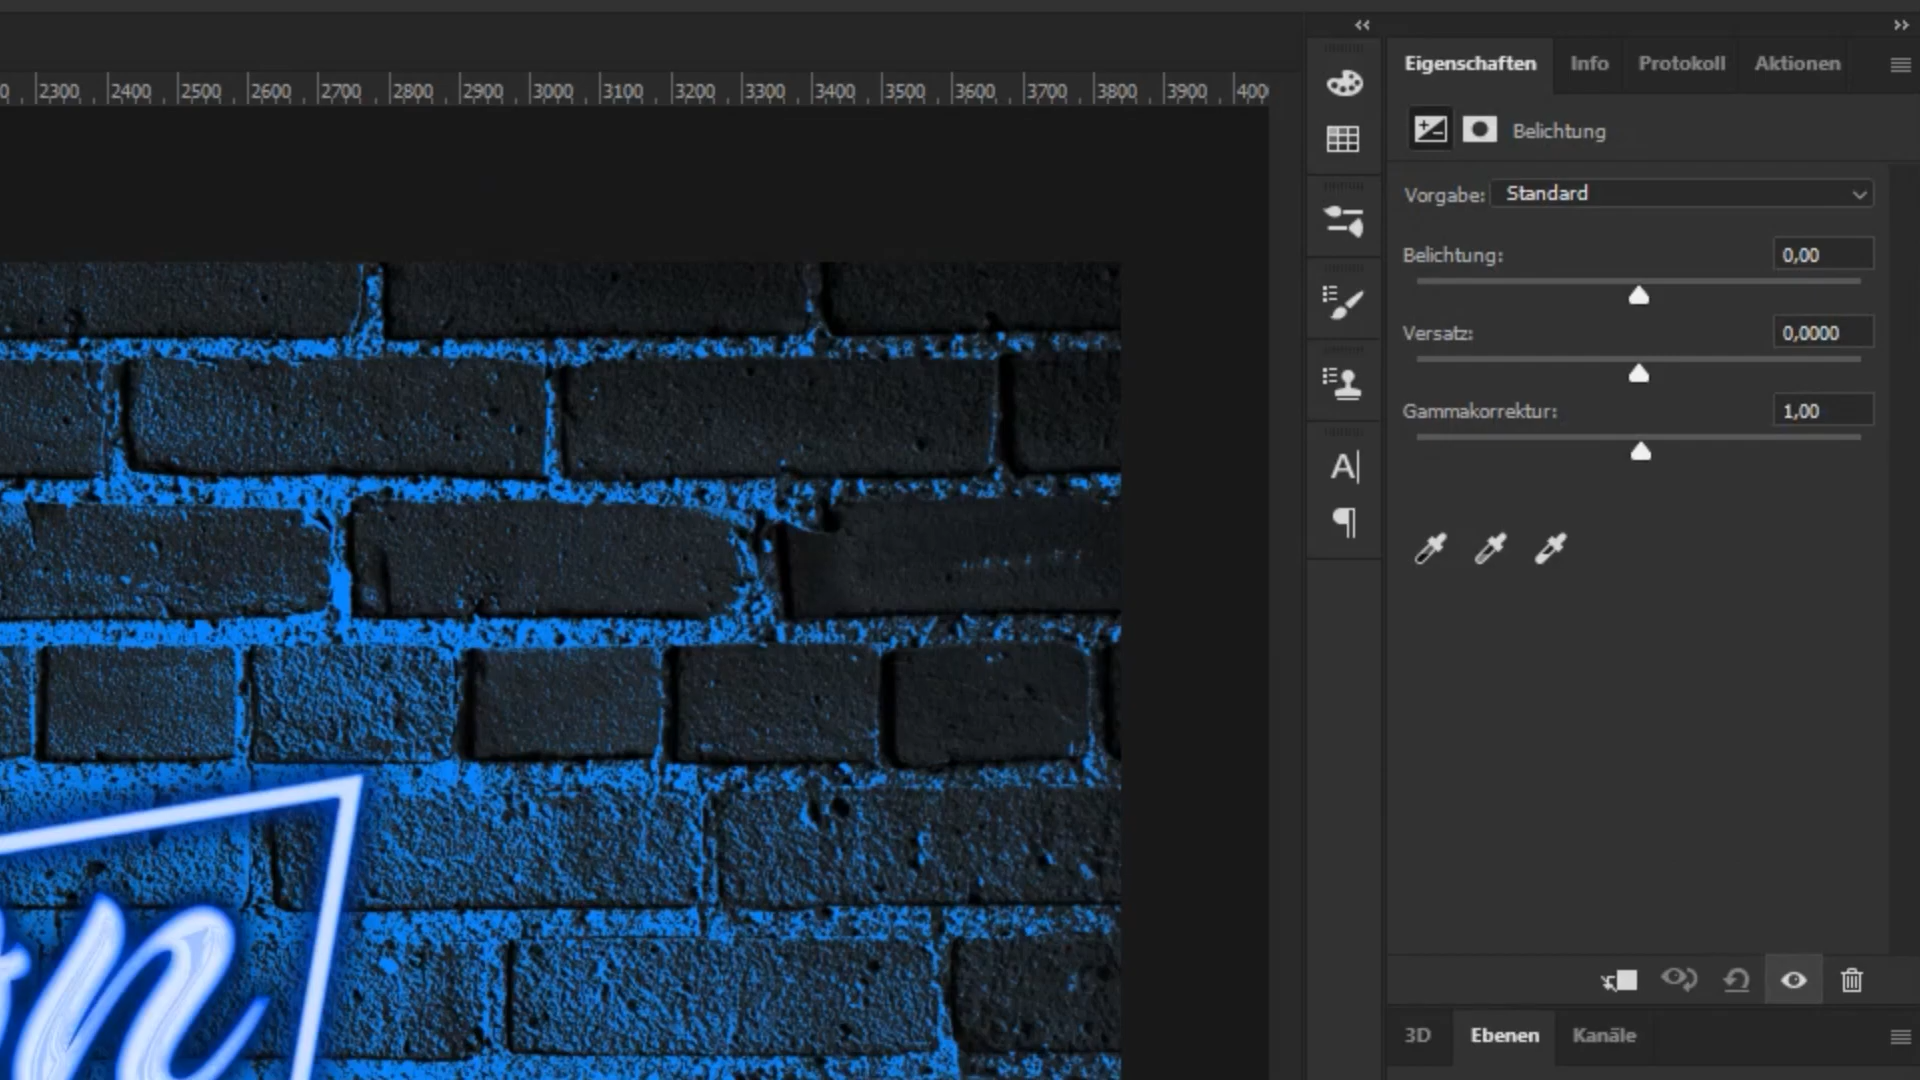 2300 2400 2500 2600 2700 2800 2900 3000 3100 3200 3300 3400 3500 3600 3700 3800 3900 400
Eigenschaften Info Protokoll Aktionen
Belichtung
Vorgabe: Standard
Belichtung: 0,00
Versatz: 0,0000
Gammakorrektur: 1,00
A
¶
n
3D Ebenen Kanäle